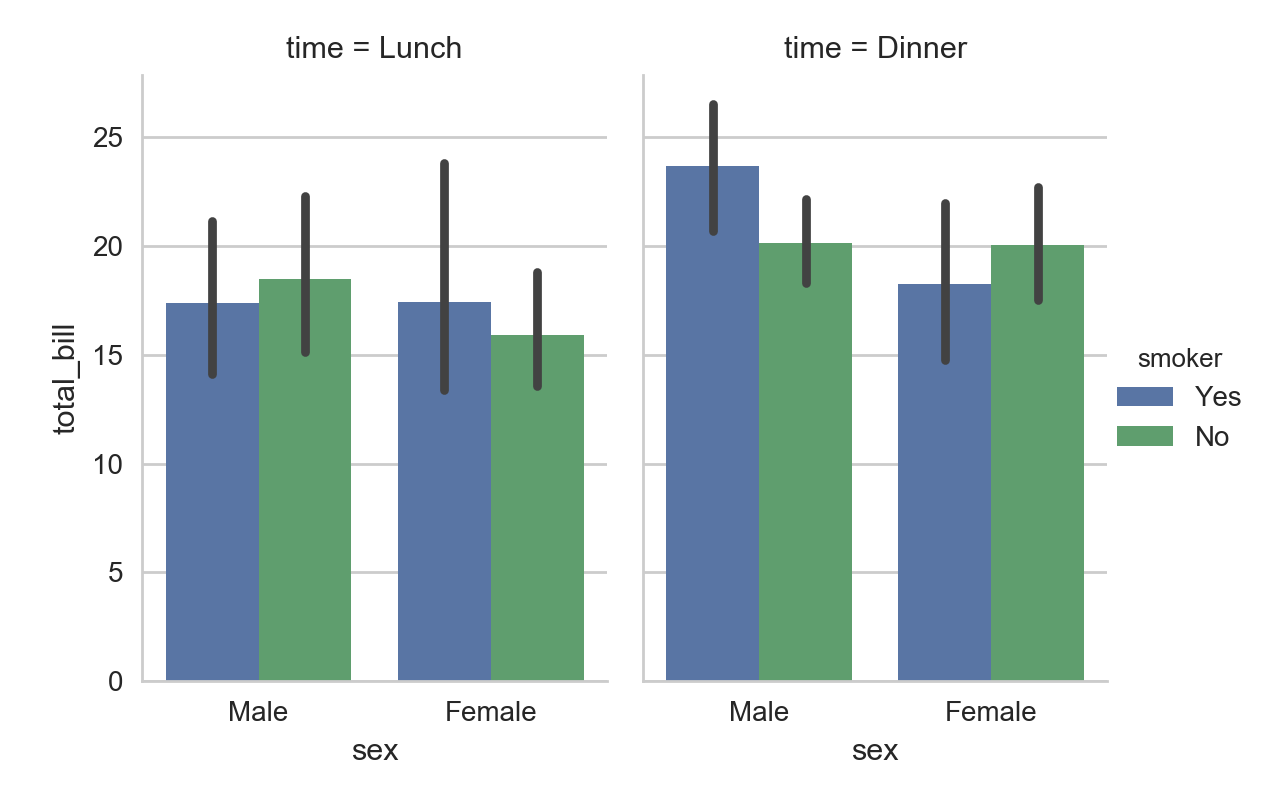 time = Lunch
time = Dinner
25
20
15
10
5
0
total_bill
Male
Female
Male
Female
sex
sex
smoker
Yes
No